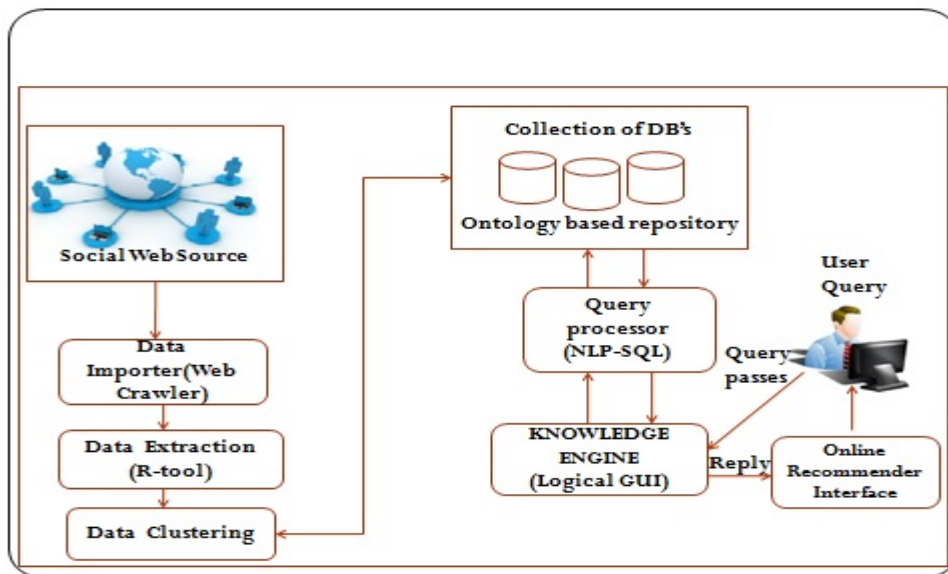 Social Web Source
Data
Importer(Web
Crawler)
Data Extraction
(R-tool)
Data Clustering
Collection of DB's
Ontology based repository
Query
processor
(NLP-SQL)
KNOWLEDGE
ENGINE
(Logical GUI)
User
Query
Query
passes
Reply
Online
Recommender
Interface